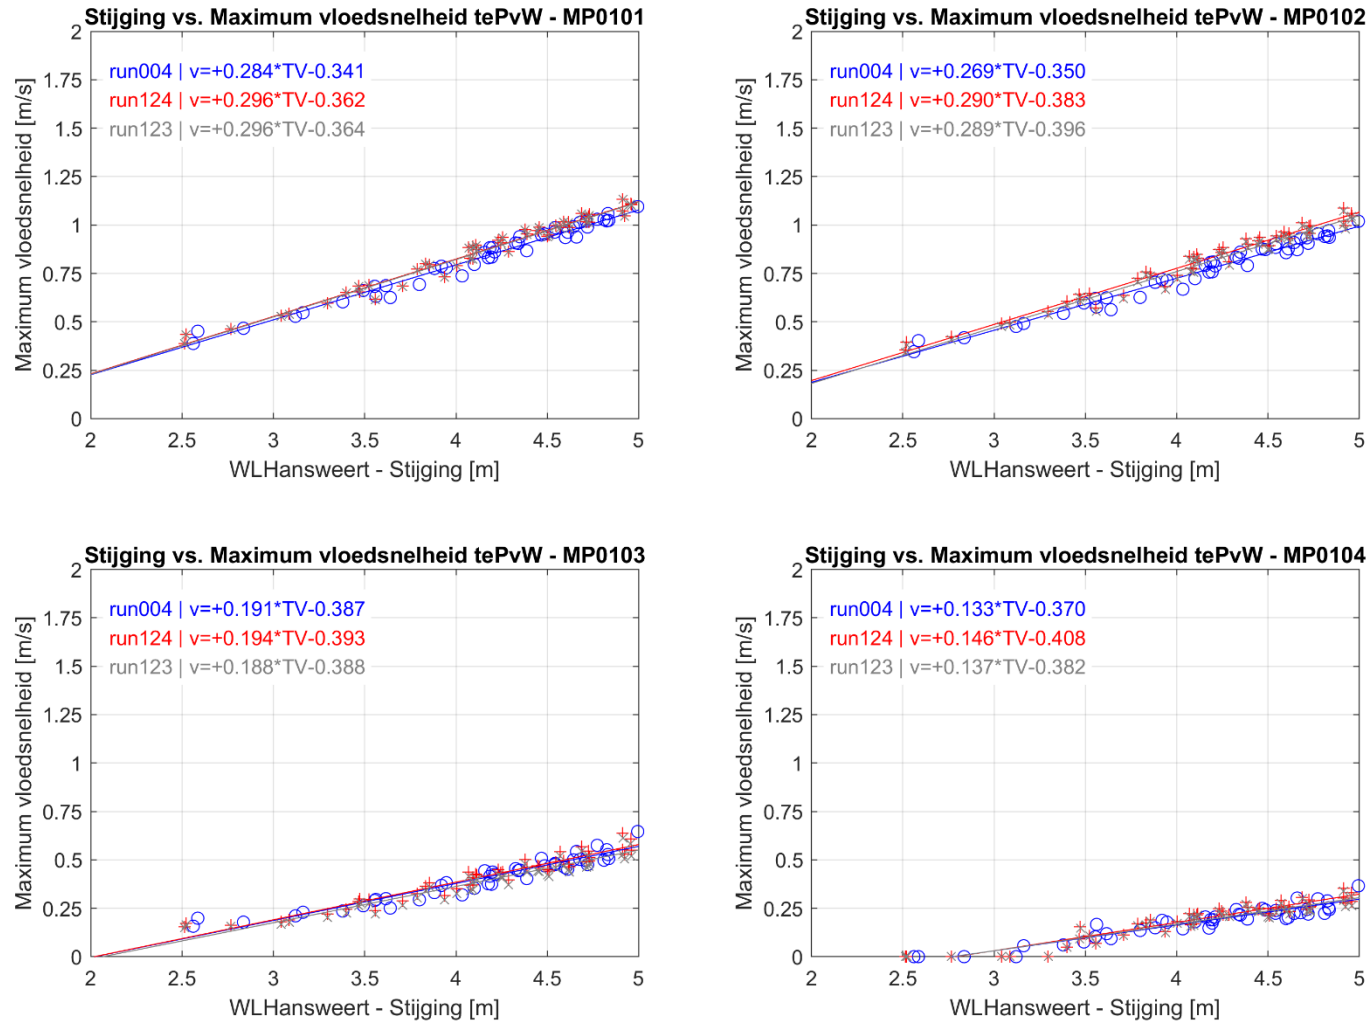 Stijging vs. Maximum vloedsnelheid tePvW - MP0101
2
1.75
1.5
1.25
1
0.75
0.5
0.25
0
Maximum vloedsnelheid [m/s]
run004 | v=+0.284*TV-0.341
run124 | v=+0.296*TV-0.362
run123 | v=+0.296*TV-0.364
2 2.5 3 3.5 4 4.5 5
WLHansweert - Stijging [m]
Stijging vs. Maximum vloedsnelheid tePvW - MP0102
2
1.75
1.5
1.25
1
0.75
0.5
0.25
0
Maximum vloedsnelheid [m/s]
run004 | v=+0.269*TV-0.350
run124 | v=+0.290*TV-0.383
run123 | v=+0.289*TV-0.396
2 2.5 3 3.5 4 4.5 5
WLHansweert - Stijging [m]
Stijging vs. Maximum vloedsnelheid tePvW - MP0103
2
1.75
1.5
1.25
1
0.75
0.5
0.25
0
Maximum vloedsnelheid [m/s]
run004 | v=+0.191*TV-0.387
run124 | v=+0.194*TV-0.393
run123 | v=+0.188*TV-0.388
2 2.5 3 3.5 4 4.5 5
WLHansweert - Stijging [m]
Stijging vs. Maximum vloedsnelheid tePvW - MP0104
2
1.75
1.5
1.25
1
0.75
0.5
0.25
0
Maximum vloedsnelheid [m/s]
run004 | v=+0.133*TV-0.370
run124 | v=+0.146*TV-0.408
run123 | v=+0.137*TV-0.382
2 2.5 3 3.5 4 4.5 5
WLHansweert - Stijging [m]